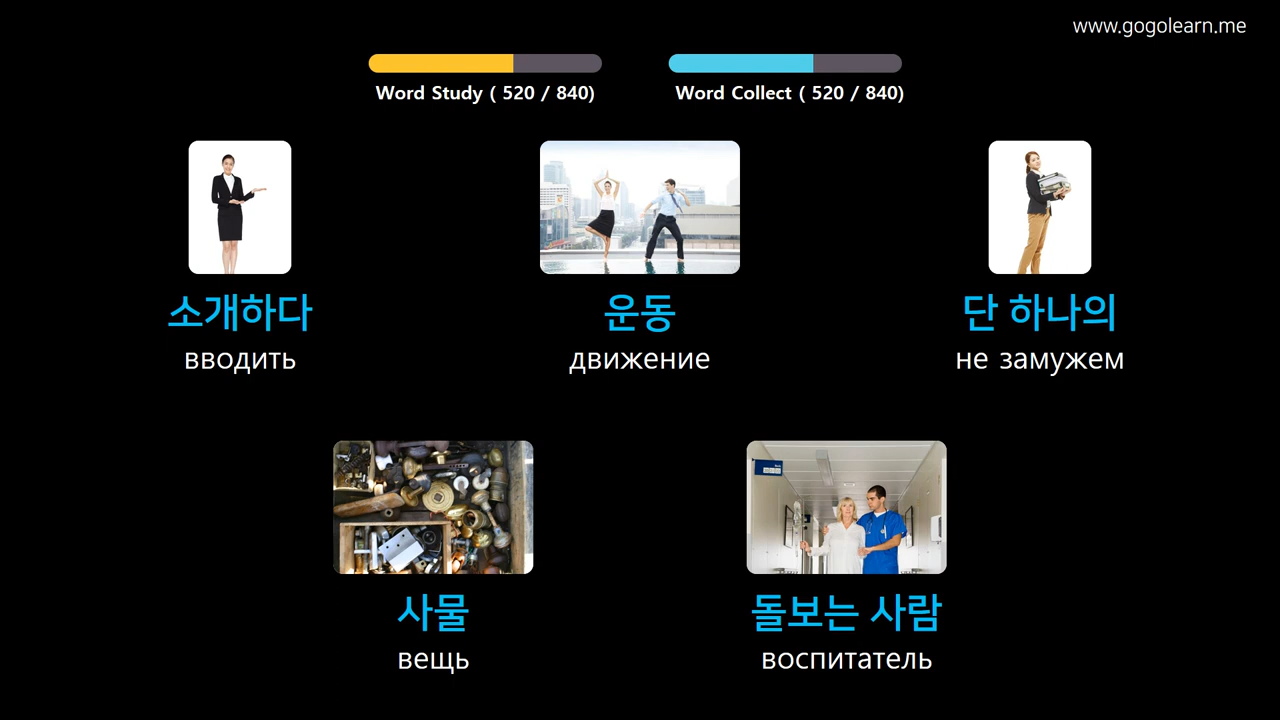 www.gogolearn.me
Word Study ( 520 / 840)
Word Collect ( 520 / 840)
소개하다
вводить
운동
движение
단 하나의
не замужем
사물
вещь
돌보는 사람
воспитатель